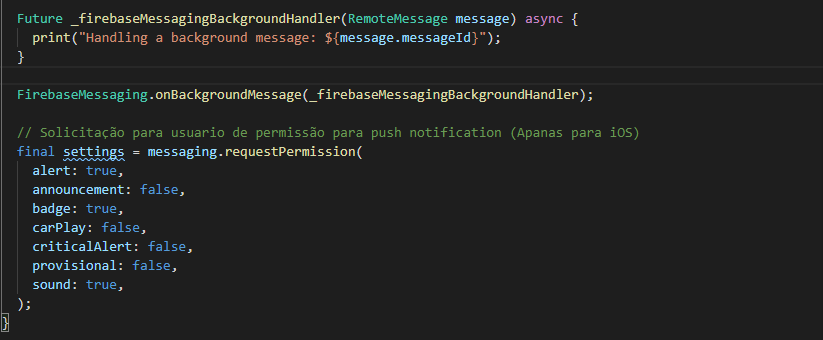 Future _firebaseMessagingBackgroundHandler(RemoteMessage message) async {
print("Handling a background message: ${message.messageId}");
}
FirebaseMessaging.onBackgroundMessage(_firebaseMessagingBackgroundHandler);
// Solicitação para usuario de permissão para push notification (Apanas para iOS)
final settings = messaging.requestPermission(
alert: true,
announcement: false,
badge: true,
carPlay: false,
criticalAlert: false,
provisional: false,
sound: true,
);
}